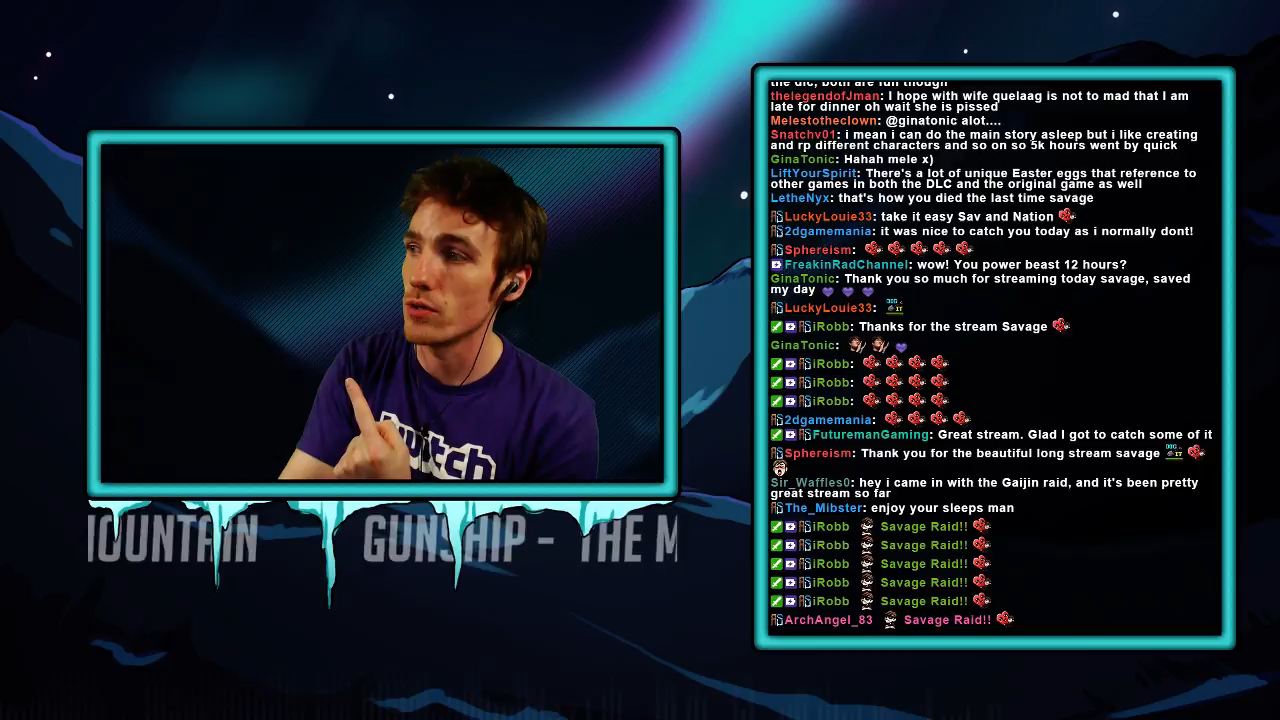 the dlc, both are fun though
thelegendofJman: I hope with wife quelaag is not to mad that I am
late for dinner oh wait she is pissed
Melestotheclown: @ginatonic alot....
Snatchv01: i mean i can do the main story asleep but i like creating
and rp different characters and so on so 5k hours went by quick
GinaTonic: Hahah mele x)
LiftYourSpirit: There's a lot of unique Easter eggs that reference to
other games in both the DLC and the original game as well
LetheNyx: that's how you died the last time savage
LuckyLouie33: take it easy Sav and Nation
2dgamemania: it was nice to catch you today as i normally dont!
Sphereism:
FreakinRadChannel: wow! You power beast 12 hours?
GinaTonic: Thank you so much for streaming today savage, saved
my day
LuckyLouie33:
iRobb: Thanks for the stream Savage
GinaTonic:
iRobb:
iRobb:
iRobb:
2dgamemania:
FuturemanGaming: Great stream. Glad I got to catch some of it
Sphereism: Thank you for the beautiful long stream savage
Sir_Waffles0: hey i came in with the Gaijin raid, and it's been pretty
great stream so far
The_Mibster: enjoy your sleeps man
iRobb Savage Raid!!
iRobb Savage Raid!!
iRobb Savage Raid!!
iRobb Savage Raid!!
iRobb Savage Raid!!
ArchAngel_83 Savage Raid!!
twitch
OUNTAIN GUNSHIP - THE M